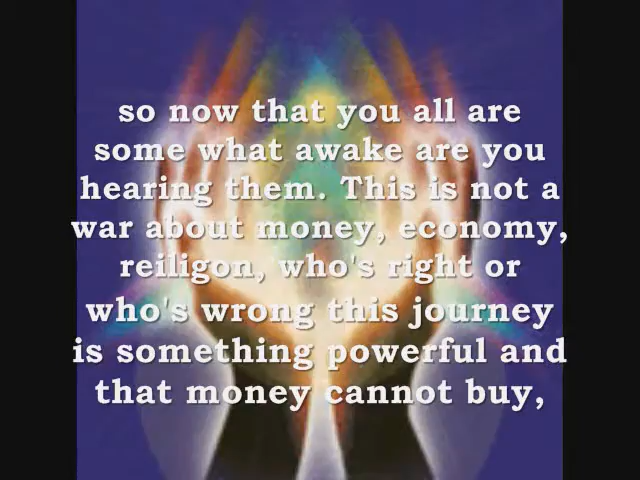 so now that you all are
some what awake are you
hearing them. This is not a
war about money, economy,
reiligon, who's right or
who's wrong this journey
is something powerful and
that money cannot buy,